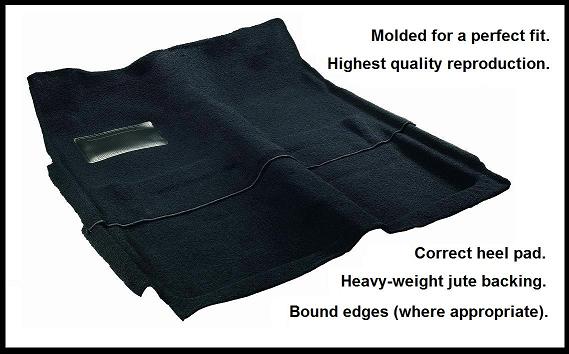 Molded for a perfect fit.
Highest quality reproduction.
Correct heel pad.
Heavy-weight jute backing.
Bound edges (where appropriate).